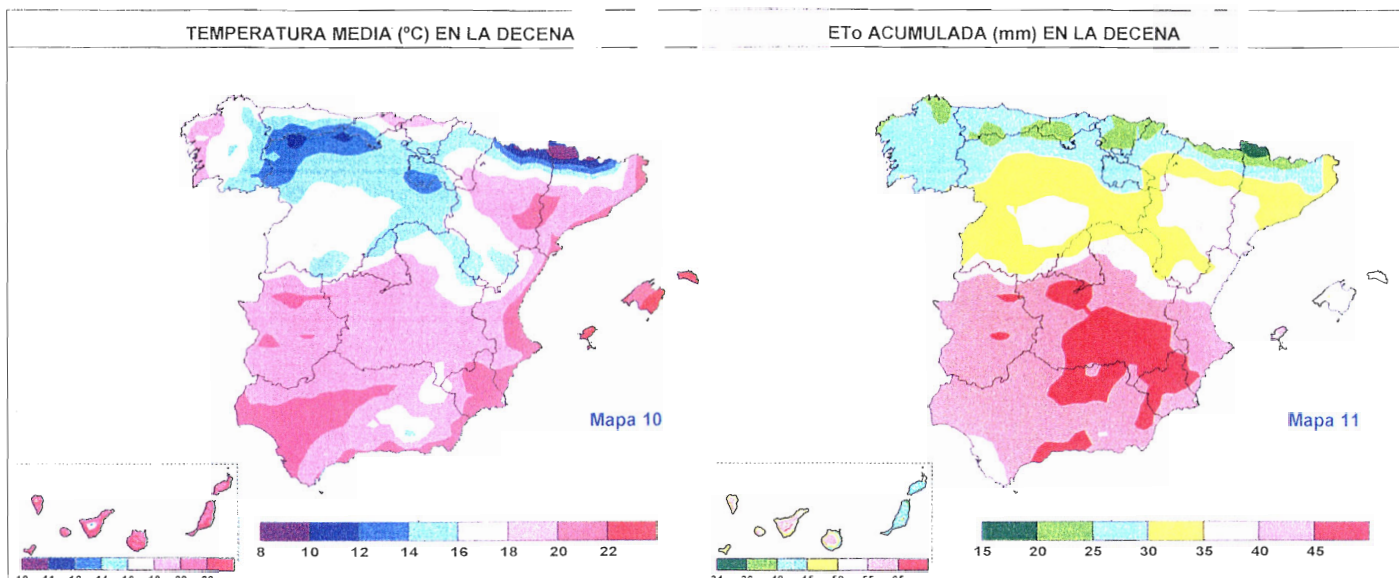 TEMPERATURA MEDIA (ºC) EN LA DECENA
ETo ACUMULADA (mm) EN LA DECENA
Mapa 10
Mapa 11
8 10 12 14 16 18 20 22
15 20 25 30 35 40 45